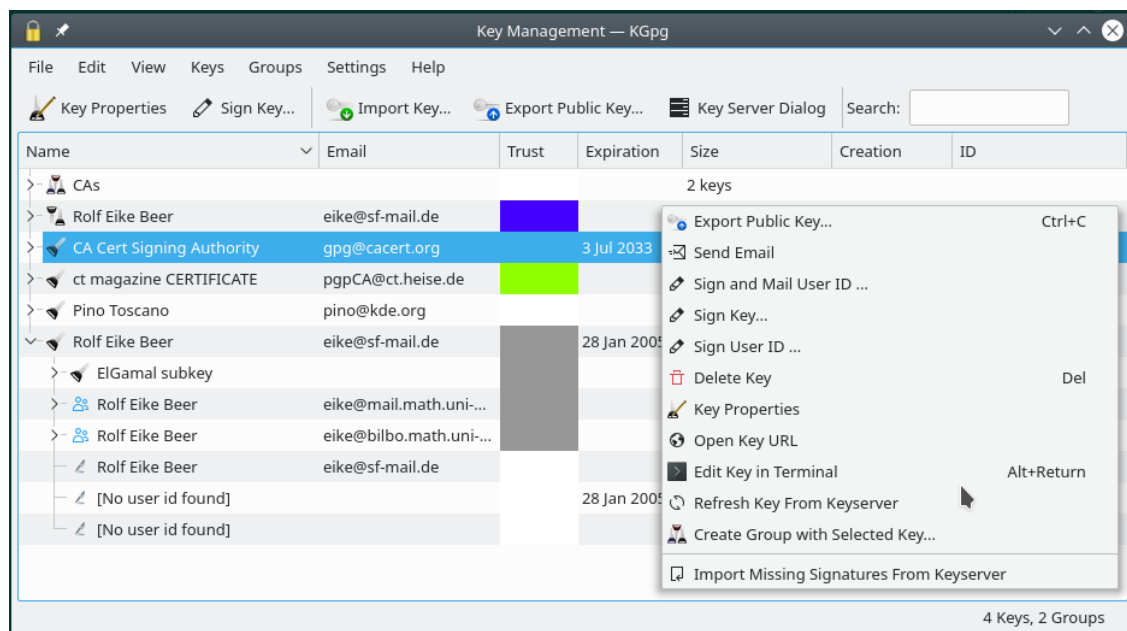 Key Management — KGpg
File Edit View Keys Groups Settings Help
Key Properties Sign Key... Import Key... Export Public Key... Key Server Dialog Search:
Name Email Trust Expiration Size Creation ID
CAs 2 keys
Rolf Eike Beer eike@sf-mail.de
CA Cert Signing Authority gpg@cacert.org 3 Jul 2033
ct magazine CERTIFICATE pgpCA@ct.heise.de
Pino Toscano pino@kde.org
Rolf Eike Beer eike@sf-mail.de 28 Jan 2005
ElGamal subkey
Rolf Eike Beer eike@mail.math.uni-...
Rolf Eike Beer eike@bilbo.math.uni-...
Rolf Eike Beer eike@sf-mail.de
[No user id found] 28 Jan 2005
[No user id found]
Export Public Key... Ctrl+C
Send Email
Sign and Mail User ID ...
Sign Key...
Sign User ID ...
Delete Key Del
Key Properties
Open Key URL
Edit Key in Terminal Alt+Return
Refresh Key From Keyserver
Create Group with Selected Key...
Import Missing Signatures From Keyserver
4 Keys, 2 Groups